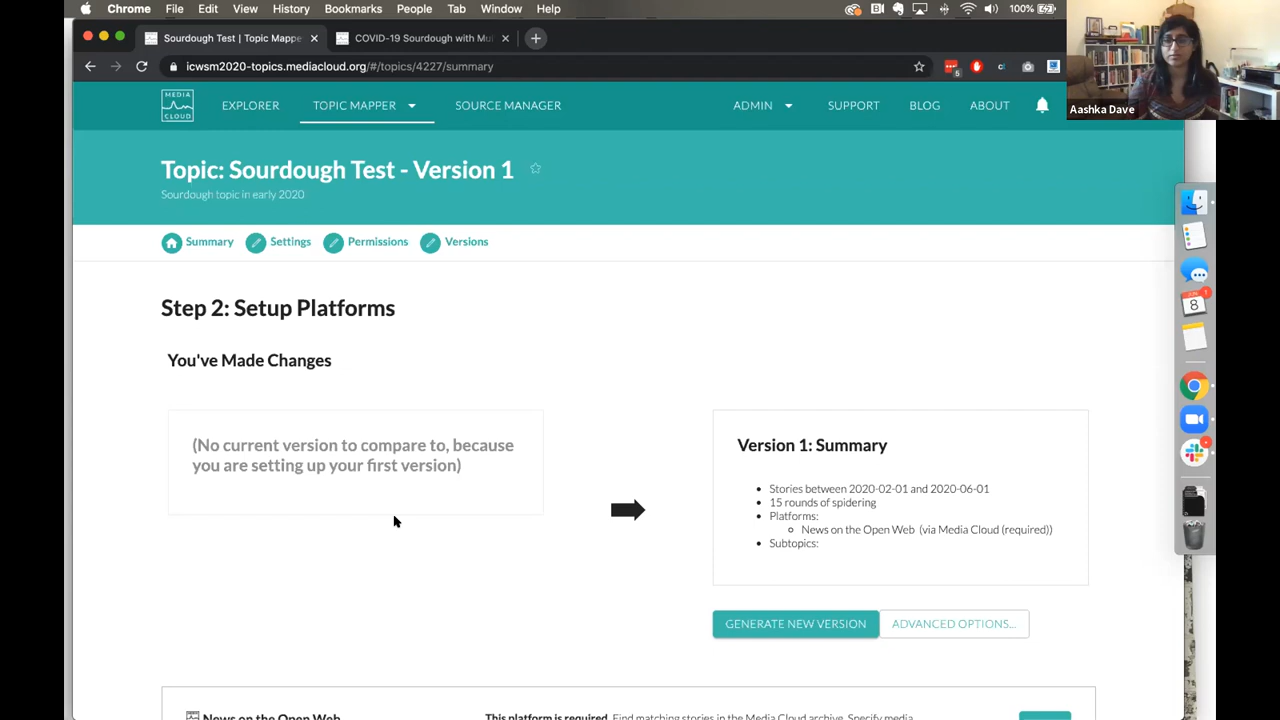 Chrome File Edit View History Bookmarks People Tab Window Help 100%
Sourdough Test | Topic Mappe COVID-19 Sourdough with Mul
icwsm2020-topics.mediacloud.org/#/topics/
5
Aashka Dave
MEDIA
CLOUD
EXPLORER TOPIC MAPPER SOURCE MANAGER ADMIN SUPPORT BLOG ABOUT
Topic: Sourdough Test - Version 1
Sourdough topic in early 2020
Summary Settings Permissions Versions
Step 2: Setup Platforms
You've Made Changes
(No current version to compare to, because
you are setting up your first version)
Version 1: Summary
Stories between 2020-02-01 and 2020-06-01
15 rounds of spidering
Platforms:
News on the Open Web (via Media Cloud (required))
Subtopics:
GENERATE NEW VERSION ADVANCED OPTIONS...
JUN
8
1
News on the Open Web
This platform is required. Find matching stories in the Media Cloud archive. Specify media